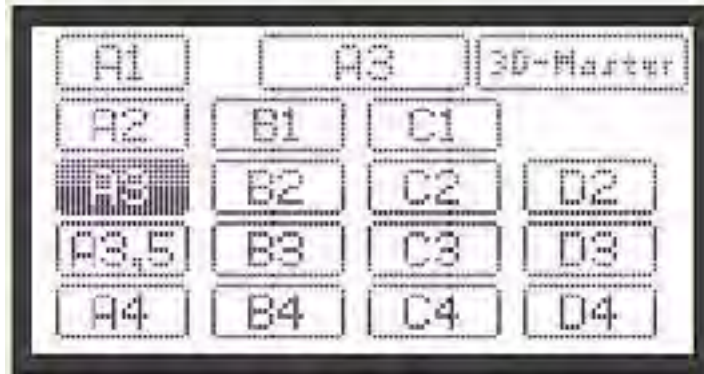 A1 A3 3D-Master
A2 B1 C1
A3 B2 C2 D2
A3,5 B3 C3 D3
A4 B4 C4 D4